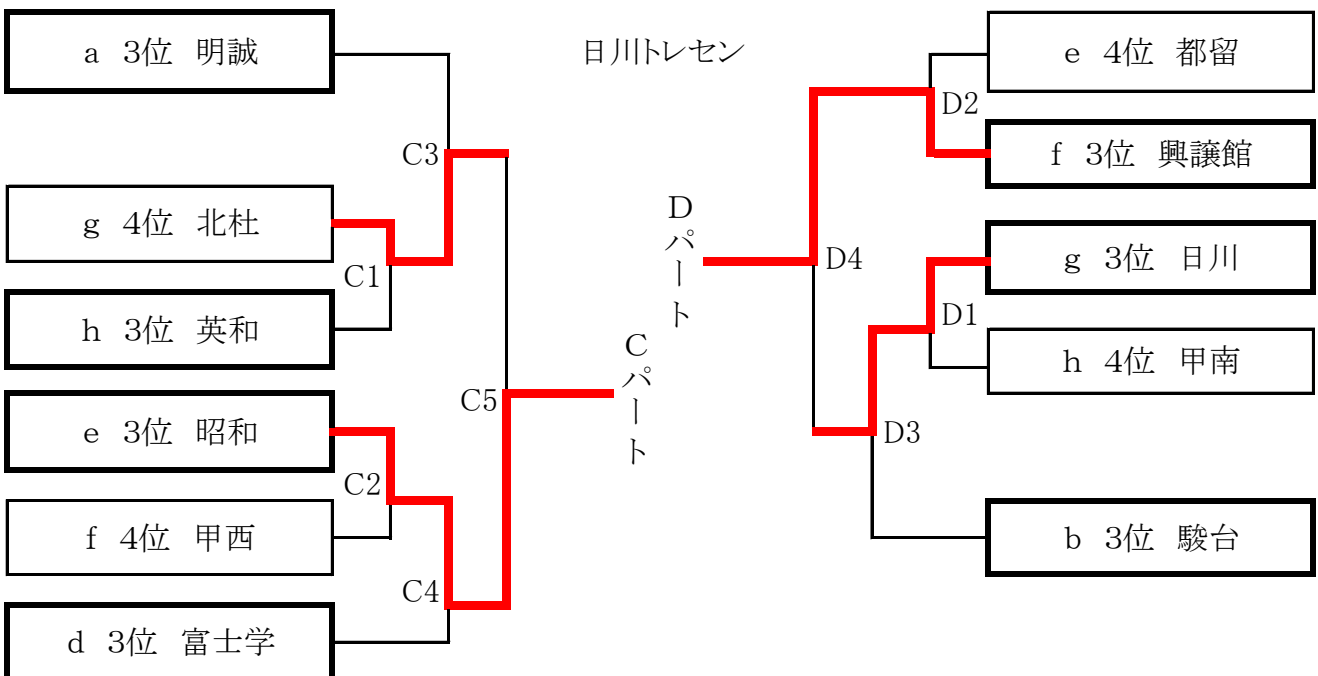 日川トレセン
a 3位 明誠
g 4位 北杜
h 3位 英和
e 3位 昭和
f 4位 甲西
d 3位 富士学
C3
C1
C2
C4
C5
Cパート
Dパート
D2
D4
D1
D3
e 4位 都留
f 3位 興譲館
g 3位 日川
h 4位 甲南
b 3位 駿台